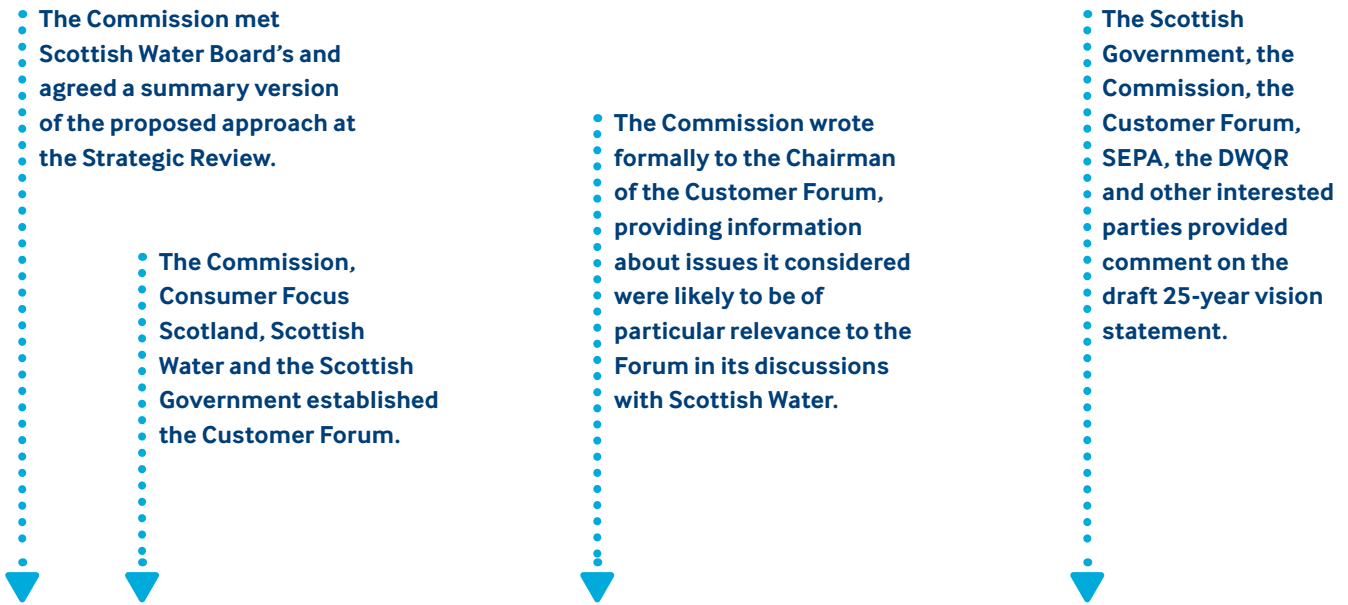 The Commission met
Scottish Water Board’s and
agreed a summary version
of the proposed approach at
the Strategic Review.
The Commission,
Consumer Focus
Scotland, Scottish
Water and the Scottish
Government established
the Customer Forum.
The Commission wrote
formally to the Chairman
of the Customer Forum,
providing information
about issues it considered
were likely to be of
particular relevance to the
Forum in its discussions
with Scottish Water.
The Scottish
Government, the
Commission, the
Customer Forum,
SEPA, the DWQR
and other interested
parties provided
comment on the
draft 25-year vision
statement.